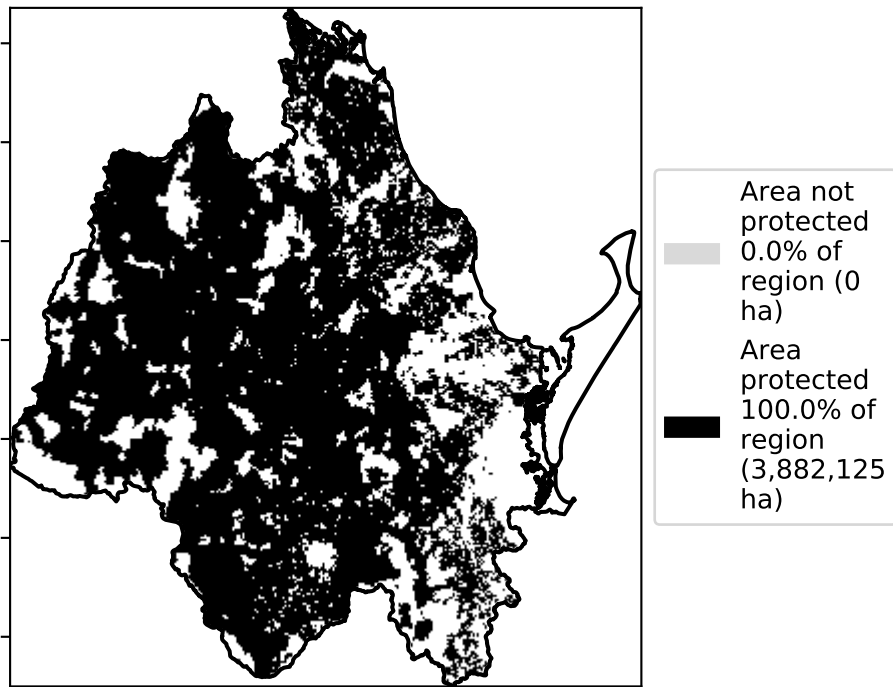 Area not
protected
0.0% of
region (0
ha)
Area
protected
100.0% of
region
(3,882,125
ha)